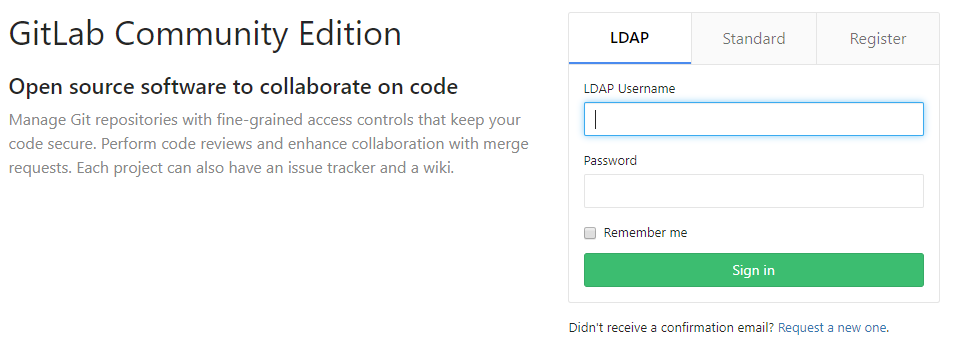 GitLab Community Edition
Open source software to collaborate on code
Manage Git repositories with fine-grained access controls that keep your
code secure. Perform code reviews and enhance collaboration with merge
requests. Each project can also have an issue tracker and a wiki.
LDAP Standard Register
LDAP Username
Password
Remember me
Sign in
Didn't receive a confirmation email? Request a new one.